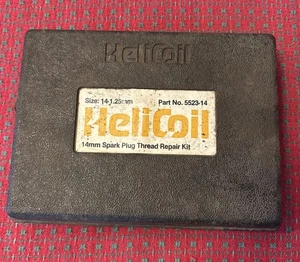 HeliCoil
Size: 14-1.25mm Part No. 5523-14
HeliCoil
14mm Spark Plug Thread Repair Kit